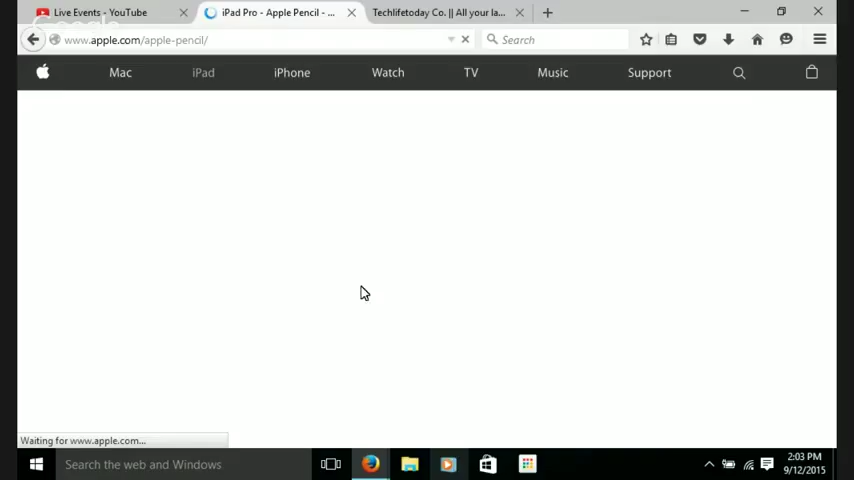 Google
Live Events - YouTube
iPad Pro - Apple Pencil - ...
Techlifetoday Co. || All your la...
www.apple.com/apple-pencil/
Search
Mac
iPad
iPhone
Watch
TV
Music
Support
Waiting for www.apple.com...
Search the web and Windows
2:03 PM
9/12/2015